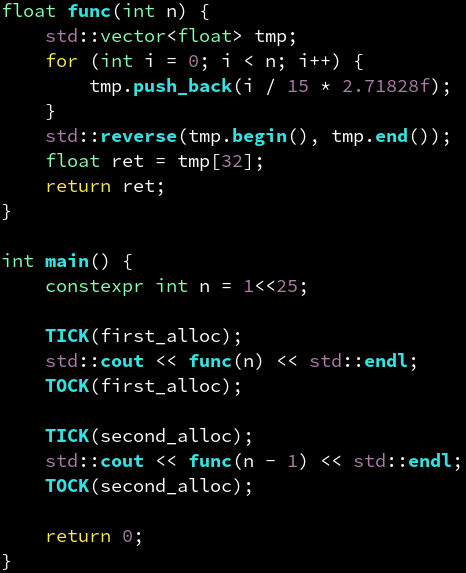 float func(int n) {
    std::vector<float> tmp;
    for (int i = 0; i < n; i++) {
        tmp.push_back(i / 15 * 2.71828f);
    }
    std::reverse(tmp.begin(), tmp.end());
    float ret = tmp[32];
    return ret;
}

int main() {
    constexpr int n = 1<<25;

    TICK(first_alloc);
    std::cout << func(n) << std::endl;
    TOCK(first_alloc);

    TICK(second_alloc);
    std::cout << func(n - 1) << std::endl;
    TOCK(second_alloc);

    return 0;
}